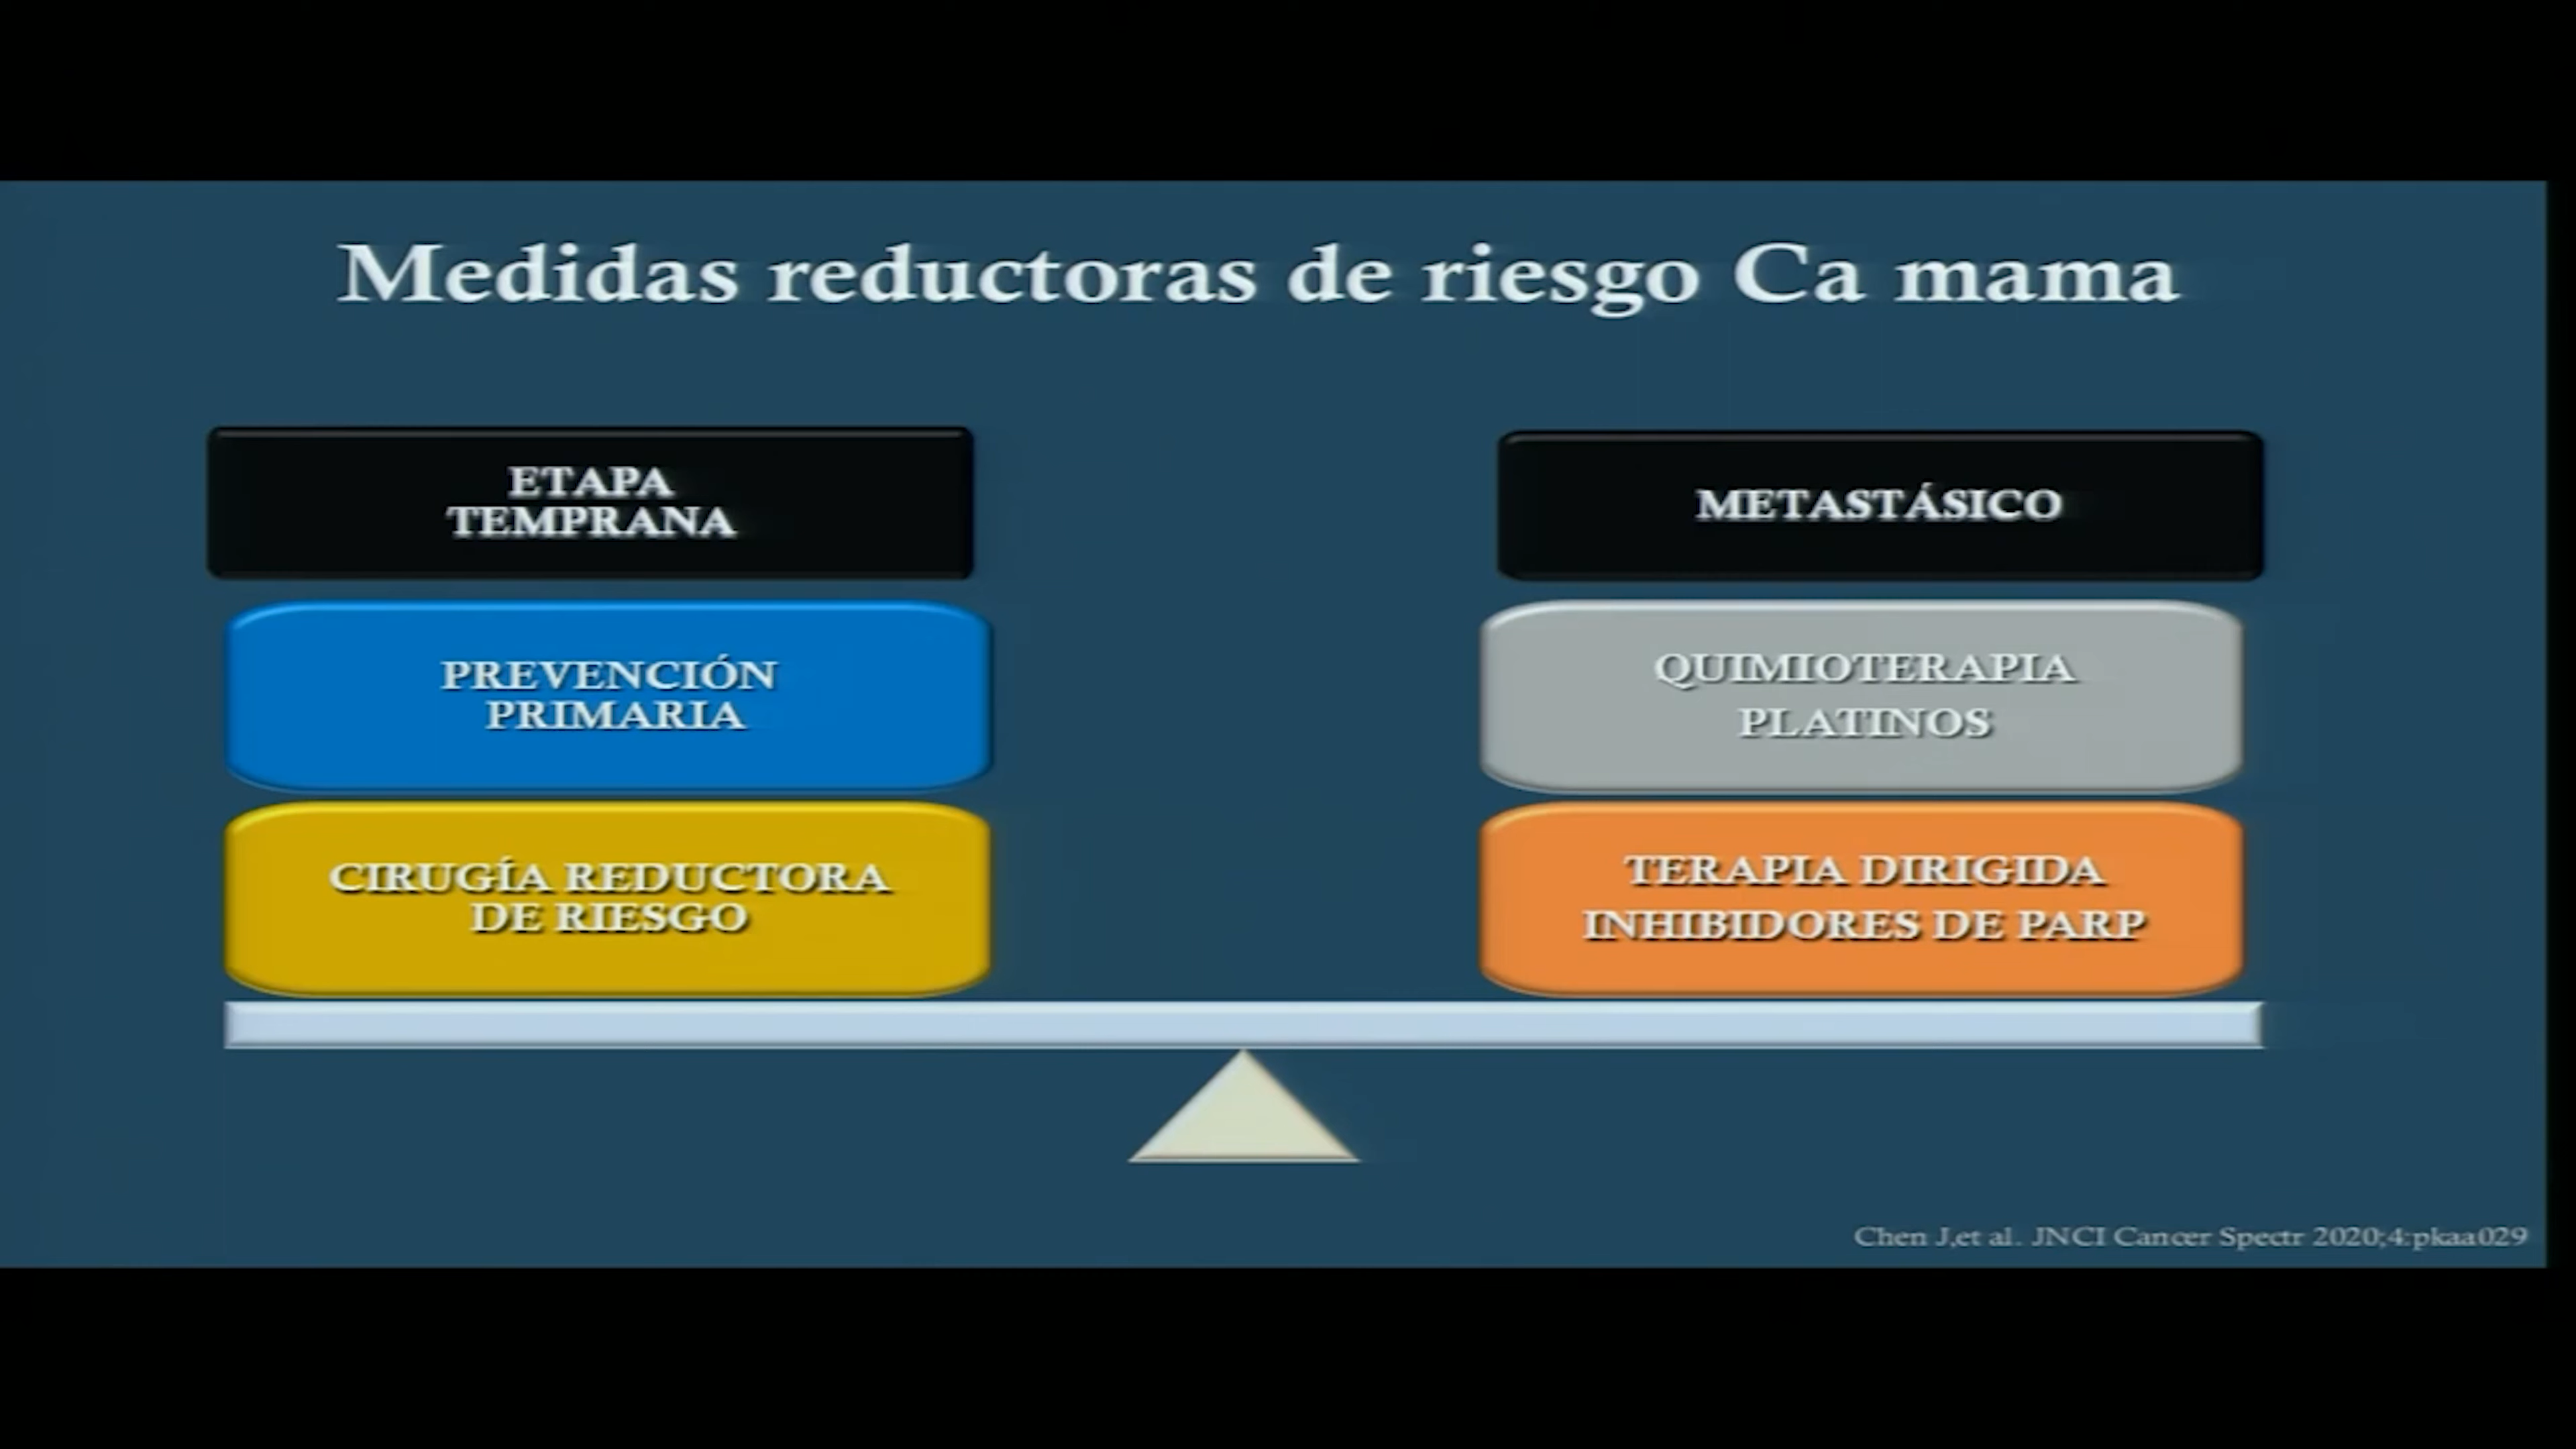 Medidas reductoras de riesgo Ca mama
ETAPA
TEMPRANA
PREVENCIÓN
PRIMARIA
CIRUGÍA REDUCTORA
DE RIESGO
METASTÁSICO
QUIMIOTERAPIA
PLATINOS
TERAPIA DIRIGIDA
INHIBIDORES DE PARP
Chen J,et al. JNCI Cancer Spectr 2020;4:pkaa029